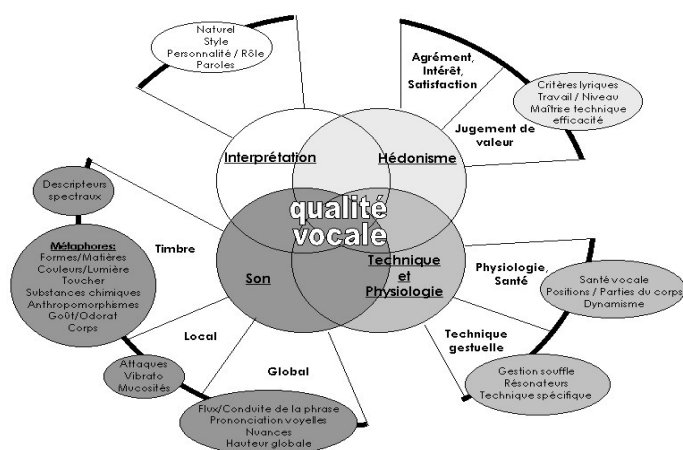 Naturel
Style
Personnalité / Rôle
Paroles
Agrément,
Intérêt,
Satisfaction
Critères lyriques
Travail / Niveau
Maîtrise technique
efficacité
Jugement de
valeur
Interprétation
Hédonisme
qualité
vocale
Son
Technique
et
Physiologie
Descripteurs
spectraux
Métaphores:
Formes/Matières
Couleurs/Lumière
Toucher
Substances chimiques
Anthropomorphismes
Goût/Odorat
Corps
Timbre
Local
Attaques
Vibrato
Mucosités
Global
Flux/Conduite de la phrase
Prononciation voyelles
Nuances
Hauteur globale
Physiologie,
Santé
Santé vocale
Positions / Parties du corps
Dynamisme
Technique
gestuelle
Gestion souffle
Résonateurs
Technique spécifique